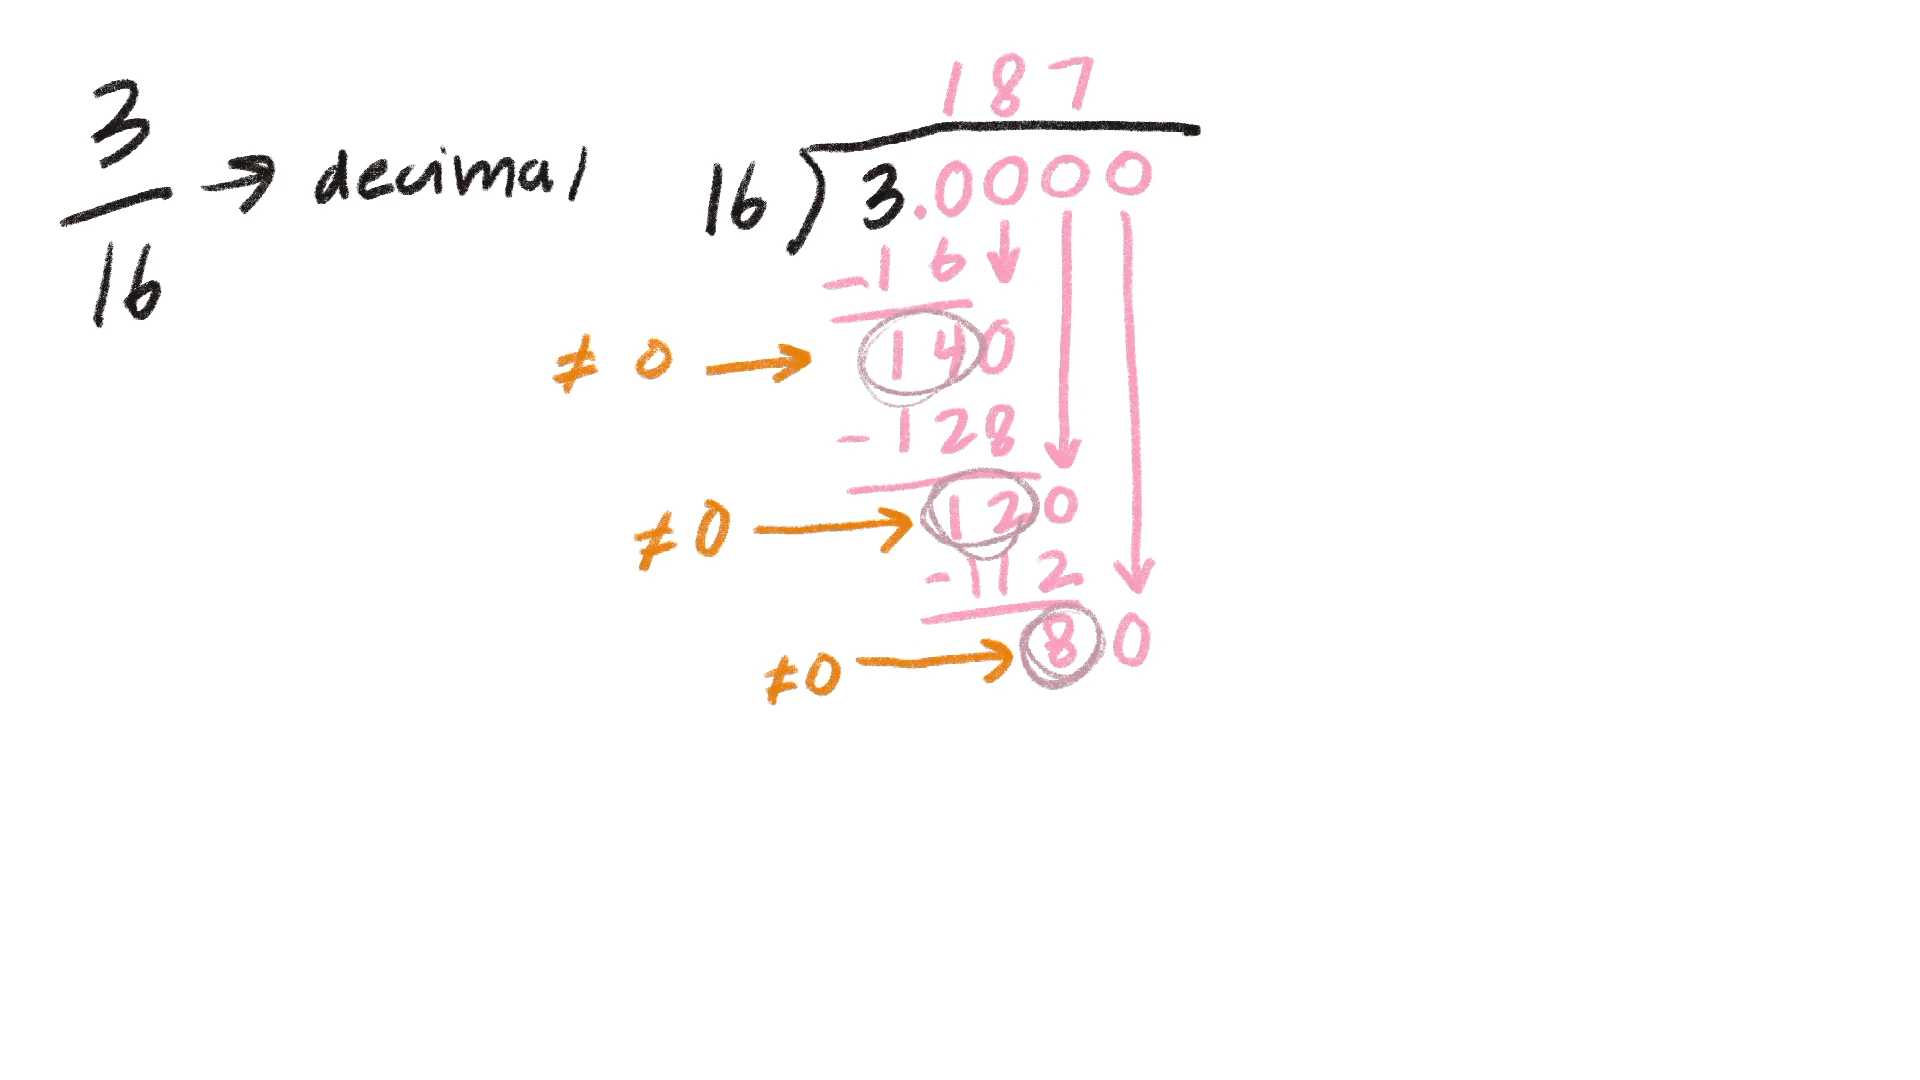 3/16 → decimal
187
16)3.0000
-16
≠ 0 → 140
-128
≠ 0 → 120
-112
≠ 0 → 80